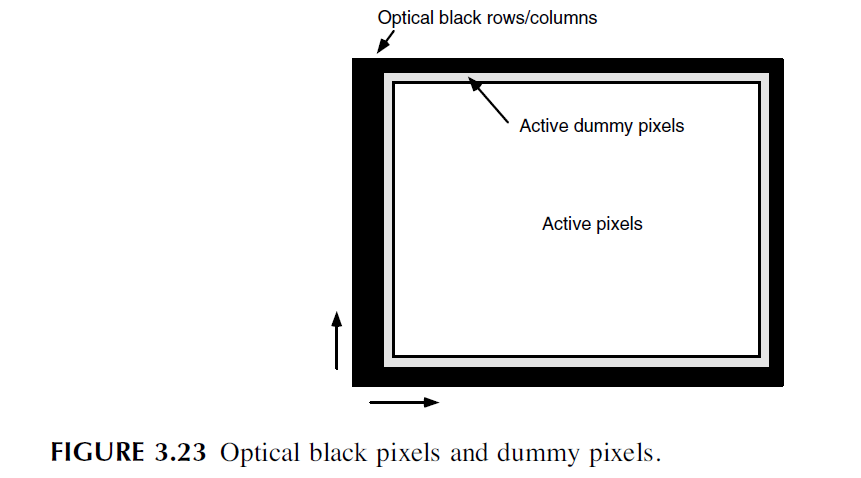 Optical black rows/columns
Active dummy pixels
Active pixels
FIGURE 3.23 Optical black pixels and dummy pixels.